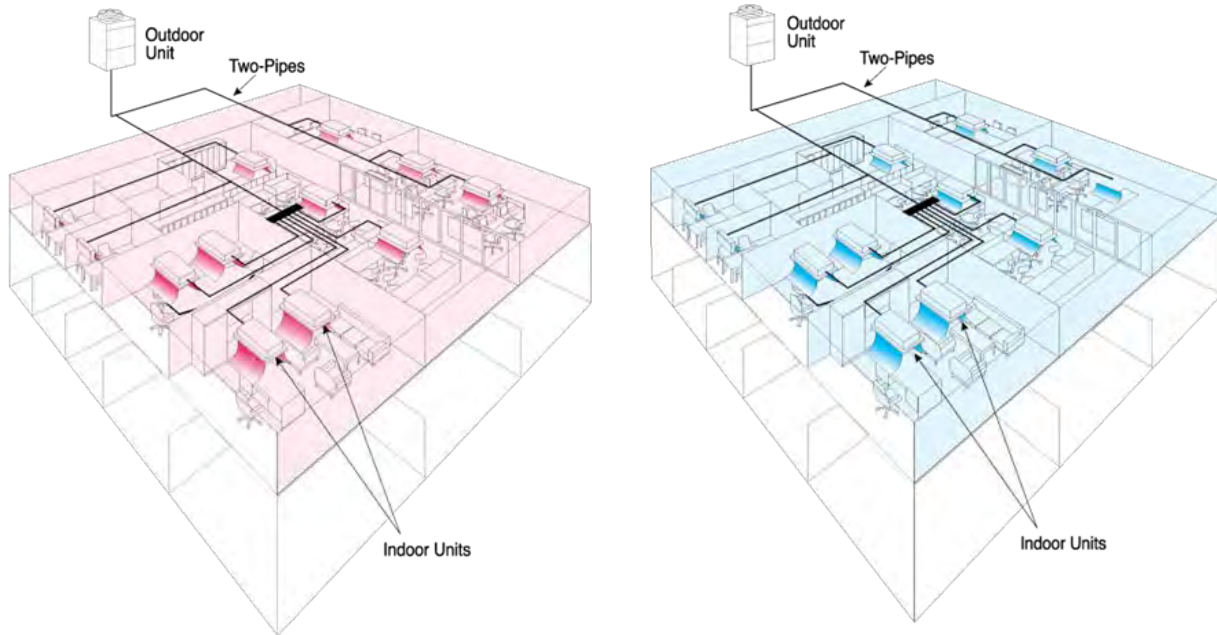 Outdoor
Unit
Two-Pipes
Indoor Units
Outdoor
Unit
Two-Pipes
Indoor Units